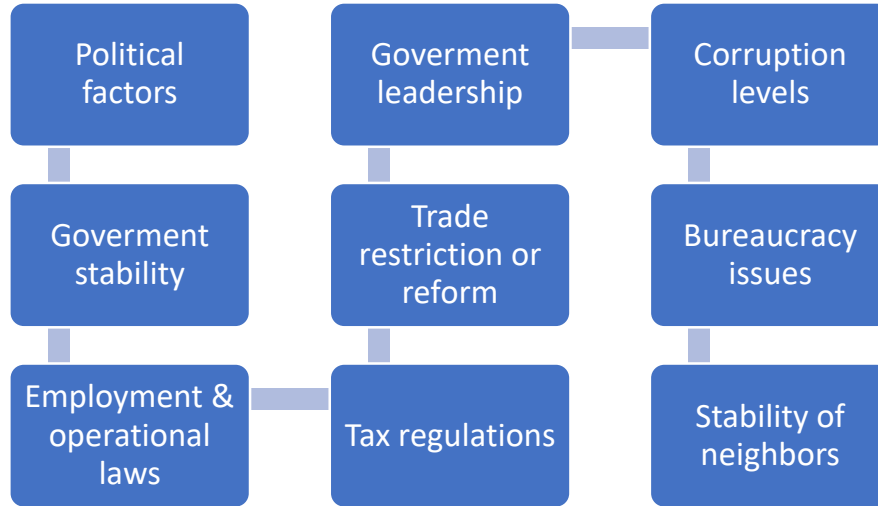 Political
factors
Goverment
stability
Employment &
operational
laws
Tax regulations
Trade
restriction or
reform
Goverment
leadership
Corruption
levels
Bureaucracy
issues
Stability of
neighbors